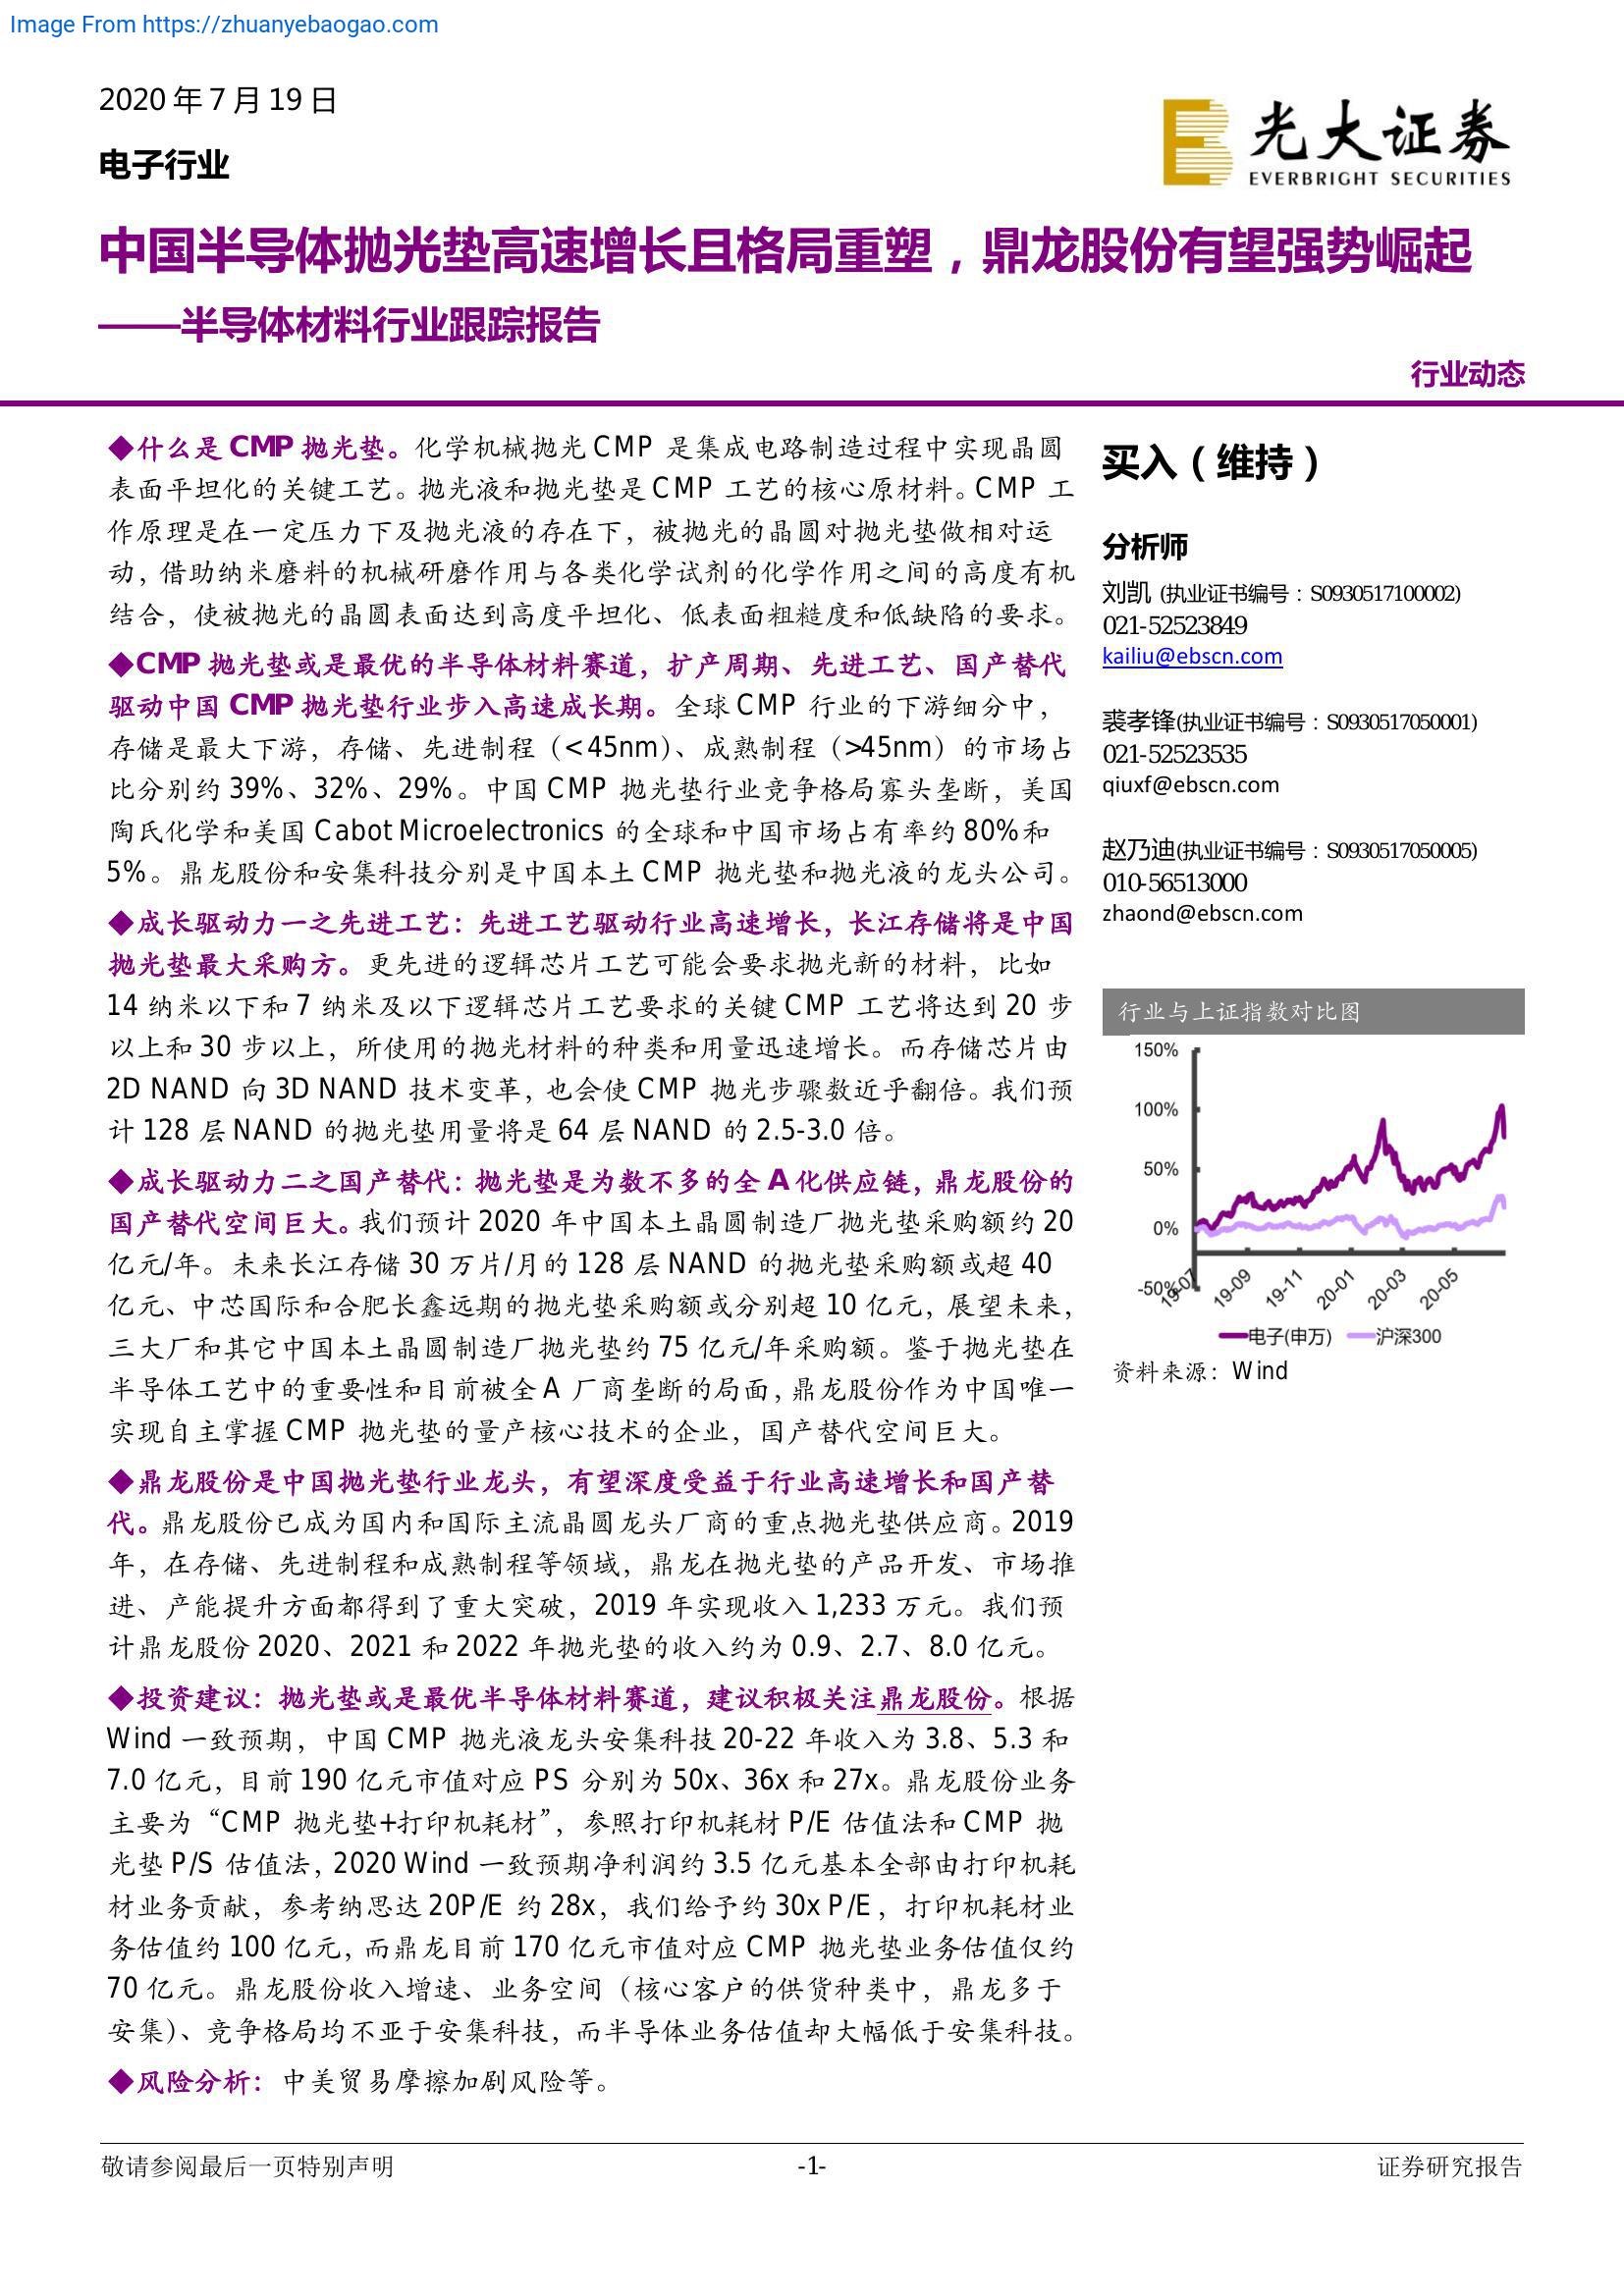 Image From https://zhuanyebaogao.com
2020 年 7 月 19 日
电子行业
光大证券
EVERBRIGHT SECURITIES
中国半导体抛光垫高速增长且格局重塑，鼎龙股份有望强势崛起
——半导体材料行业跟踪报告
行业动态
◆什么是 CMP 抛光垫。化学机械抛光 CMP 是集成电路制造过程中实现晶圆
表面平坦化的关键工艺。抛光液和抛光垫是 CMP 工艺的核心原材料。CMP 工
作原理是在一定压力下及抛光液的存在下，被抛光的晶圆对抛光垫做相对运
动，借助纳米磨料的机械研磨作用与各类化学试剂的化学作用之间的高度有机
结合，使被抛光的晶圆表面达到高度平坦化、低表面粗糙度和低缺陷的要求。
◆CMP 抛光垫或是最优的半导体材料赛道，扩产周期、先进工艺、国产替代
驱动中国 CMP 抛光垫行业步入高速成长期。全球 CMP 行业的下游细分中，
存储是最大下游，存储、先进制程（<45nm）、成熟制程（>45nm）的市场占
比分别约 39%、32%、29%。中国 CMP 抛光垫行业竞争格局寡头垄断，美国
陶氏化学和美国 Cabot Microelectronics 的全球和中国市场占有率约 80%和
5%。鼎龙股份和安集科技分别是中国本土 CMP 抛光垫和抛光液的龙头公司。
◆成长驱动力一之先进工艺：先进工艺驱动行业高速增长，长江存储将是中国
抛光垫最大采购方。更先进的逻辑芯片工艺可能会要求抛光新的材料，比如
14 纳米以下和 7 纳米及以下逻辑芯片工艺要求的关键 CMP 工艺将达到 20 步
以上和 30 步以上，所使用的抛光材料的种类和用量迅速增长。而存储芯片由
2D NAND 向 3D NAND 技术变革，也会使 CMP 抛光步骤数近乎翻倍。我们预
计 128 层 NAND 的抛光垫用量将是 64 层 NAND 的 2.5-3.0 倍。
◆成长驱动力二之国产替代：抛光垫是为数不多的全 A 化供应链，鼎龙股份的
国产替代空间巨大。我们预计 2020 年中国本土晶圆制造厂抛光垫采购额约 20
亿元/年。未来长江存储 30 万片/月的 128 层 NAND 的抛光垫采购额或超 40
亿元、中芯国际和合肥长鑫远期的抛光垫采购额或分别超 10 亿元，展望未来，
三大厂和其它中国本土晶圆制造厂抛光垫约 75 亿元/年采购额。鉴于抛光垫在
半导体工艺中的重要性和目前被全 A 厂商垄断的局面，鼎龙股份作为中国唯一
实现自主掌握 CMP 抛光垫的量产核心技术的企业，国产替代空间巨大。
◆鼎龙股份是中国抛光垫行业龙头，有望深度受益于行业高速增长和国产替
代。鼎龙股份已成为国内和国际主流晶圆龙头厂商的重点抛光垫供应商。2019
年，在存储、先进制程和成熟制程等领域，鼎龙在抛光垫的产品开发、市场推
进、产能提升方面都得到了重大突破，2019 年实现收入 1,233 万元。我们预
计鼎龙股份 2020、2021 和 2022 年抛光垫的收入约为 0.9、2.7、8.0 亿元。
◆投资建议：抛光垫或是最优半导体材料赛道，建议积极关注鼎龙股份。根据
Wind 一致预期，中国 CMP 抛光液龙头安集科技 20-22 年收入为 3.8、5.3 和
7.0 亿元，目前 190 亿元市值对应 PS 分别为 50x、36x 和 27x。鼎龙股份业务
主要为“CMP 抛光垫+打印机耗材”，参照打印机耗材 P/E 估值法和 CMP 抛
光垫 P/S 估值法，2020 Wind 一致预期净利润约 3.5 亿元基本全部由打印机耗
材业务贡献，参考纳思达 20P/E 约 28x，我们给予约 30x P/E，打印机耗材业
务估值约 100 亿元，而鼎龙目前 170 亿元市值对应 CMP 抛光垫业务估值仅约
70 亿元。鼎龙股份收入增速、业务空间（核心客户的供货种类中，鼎龙多于
安集）、竞争格局均不亚于安集科技，而半导体业务估值却大幅低于安集科技。
◆风险分析：中美贸易摩擦加剧风险等。
买入（维持）
分析师
刘凯 (执业证书编号：S0930517100002)
021-52523849
kailiu@ebscn.com
裘孝锋(执业证书编号：S0930517050001)
021-52523535
qiuxf@ebscn.com
赵乃迪(执业证书编号：S0930517050005)
010-56513000
zhaond@ebscn.com
行业与上证指数对比图
150%
100%
50%
0%
-50%
19-07 19-09 19-11 20-01 20-03 20-05
电子(申万) 沪深300
资料来源：Wind
敬请参阅最后一页特别声明 -1- 证券研究报告